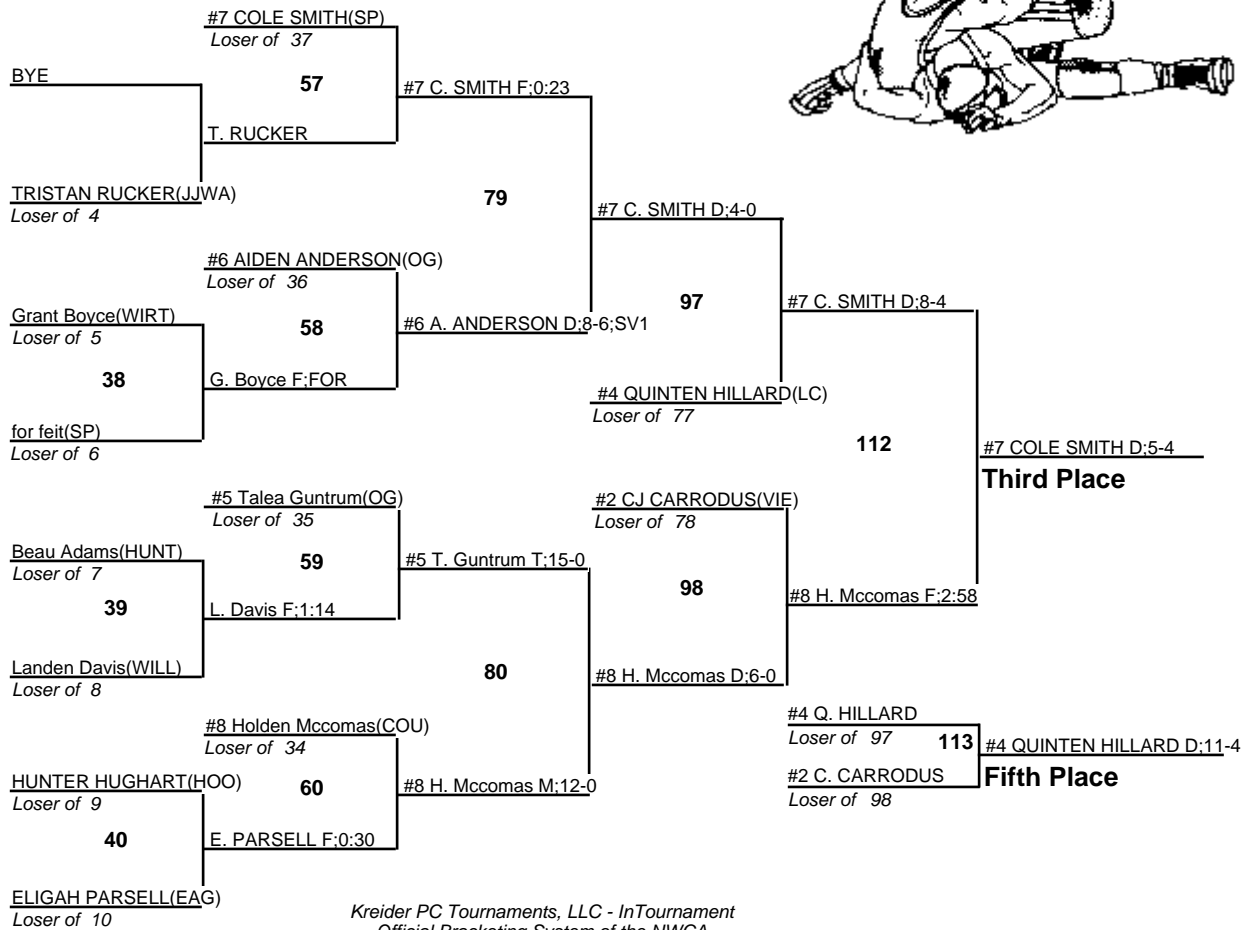 #7 COLE SMITH(SP)
Loser of 37
BYE
57
#7 C. SMITH F;0:23
T. RUCKER
TRISTAN RUCKER(JJWA)
Loser of 4
79
#7 C. SMITH D;4-0
#6 AIDEN ANDERSON(OG)
Loser of 36
Grant Boyce(WIRT)
Loser of 5
58
#6 A. ANDERSON D;8-6;SV1
97
#7 C. SMITH D;8-4
38
G. Boyce F;FOR
#4 QUINTEN HILLARD(LC)
Loser of 77
for feit(SP)
Loser of 6
112
#7 COLE SMITH D;5-4
Third Place
#5 Talea Guntrum(OG)
Loser of 35
#2 CJ CARRODUS(VIE)
Loser of 78
Beau Adams(HUNT)
Loser of 7
59
#5 T. Guntrum T;15-0
98
#8 H. Mccomas F;2:58
39
L. Davis F;1:14
Landen Davis(WILL)
Loser of 8
80
#8 H. Mccomas D;6-0
#8 Holden Mccomas(COU)
Loser of 34
#4 Q. HILLARD
Loser of 97
113
#4 QUINTEN HILLARD D;11-4
Fifth Place
#2 C. CARRODUS
Loser of 98
HUNTER HUGHART(HOO)
Loser of 9
60
#8 H. Mccomas M;12-0
40
E. PARSELL F;0:30
ELIGAH PARSELL(EAG)
Loser of 10
Kreider PC Tournaments, LLC - InTournament
Official Bracketing System of the NWCA